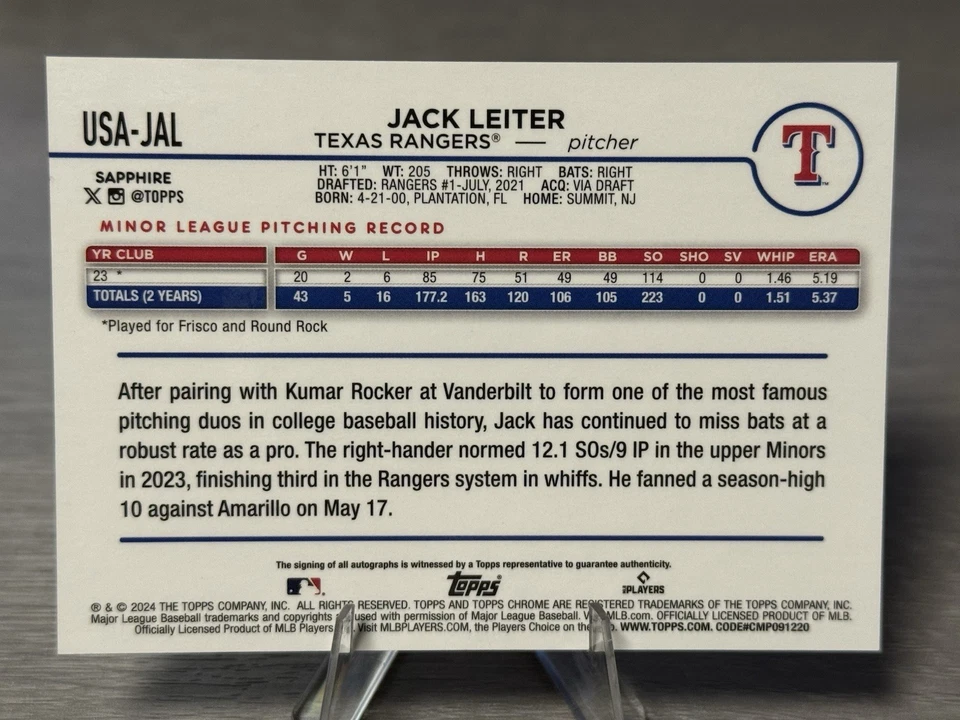 USA-JAL
JACK LEITER
TEXAS RANGERS® — pitcher
T
TM
SAPPHIRE
X @TOPPS
HT: 6'1" WT: 205 THROWS: RIGHT BATS: RIGHT
DRAFTED: RANGERS #1-JULY, 2021 ACQ: VIA DRAFT
BORN: 4-21-00, PLANTATION, FL HOME: SUMMIT, NJ
MINOR LEAGUE PITCHING RECORD
YR CLUB G W L IP H R ER BB SO SHO SV WHIP ERA
23 * 20 2 6 85 75 51 49 49 114 0 0 1.46 5.19
TOTALS (2 YEARS) 43 5 16 177.2 163 120 106 105 223 0 0 1.51 5.37
*Played for Frisco and Round Rock
After pairing with Kumar Rocker at Vanderbilt to form one of the most famous
pitching duos in college baseball history, Jack has continued to miss bats at a
robust rate as a pro. The right-hander normed 12.1 SOs/9 IP in the upper Minors
in 2023, finishing third in the Rangers system in whiffs. He fanned a season-high
10 against Amarillo on May 17.
The signing of all autographs is witnessed by a Topps representative to guarantee authenticity.
Topps
PLAYERS
® & © 2024 THE TOPPS COMPANY, INC. ALL RIGHTS RESERVED. TOPPS AND TOPPS CHROME ARE REGISTERED TRADEMARKS OF THE TOPPS COMPANY, INC.
Major League Baseball trademarks and copyrights used with permission of Major League Baseball. MLB.com. OFFICIALLY LICENSED PRODUCT OF MLB.
Officially Licensed Product of MLB Players Visit MLBPLAYERS.COM, the Players Choice on the WWW.TOPPS.COM. CODE#CMP091220